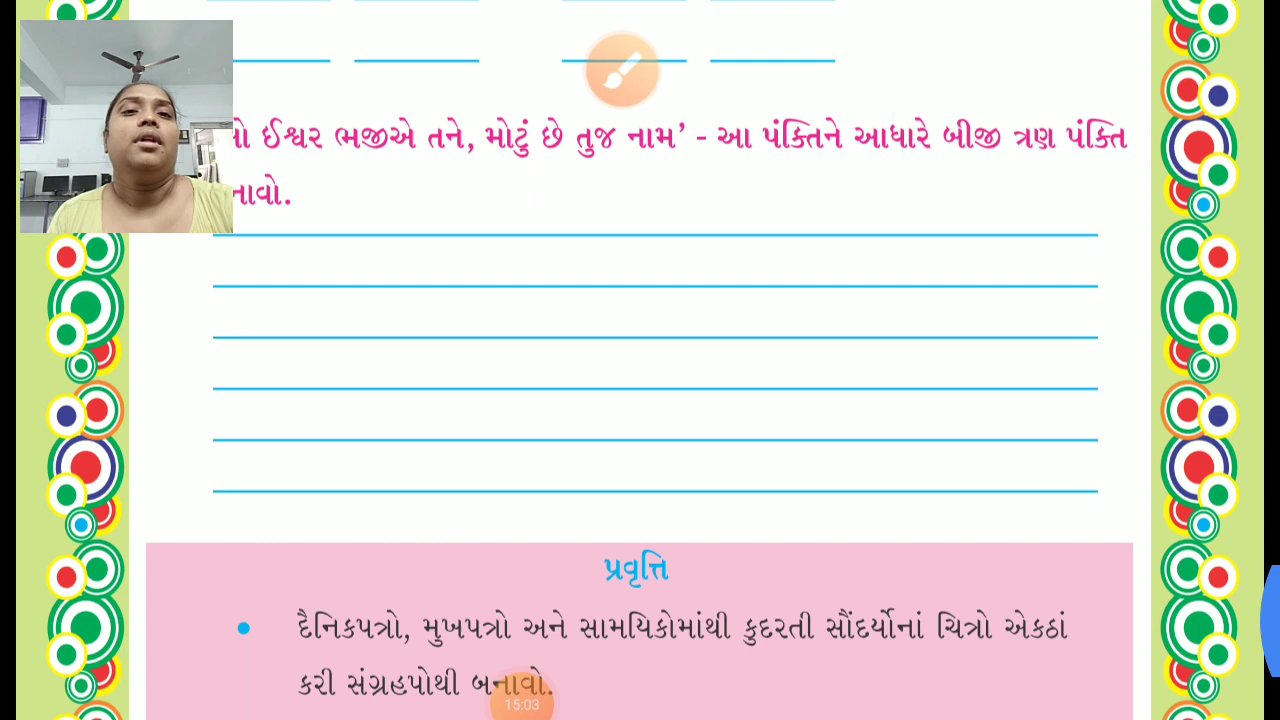 ઈશ્વર ભજીએ તને, મોટું છે તુજ નામ’ - આ પંક્તિને આધારે બીજી ત્રણ પંક્તિ
પ્રવૃત્તિ
• દૈનિકપત્રો, મુખપત્રો અને સામયિકોમાંથી કુદરતી સૌંદર્યોનાં ચિત્રો એકઠાં
કરી સંગ્રહપોથી બનાવો.
15:03